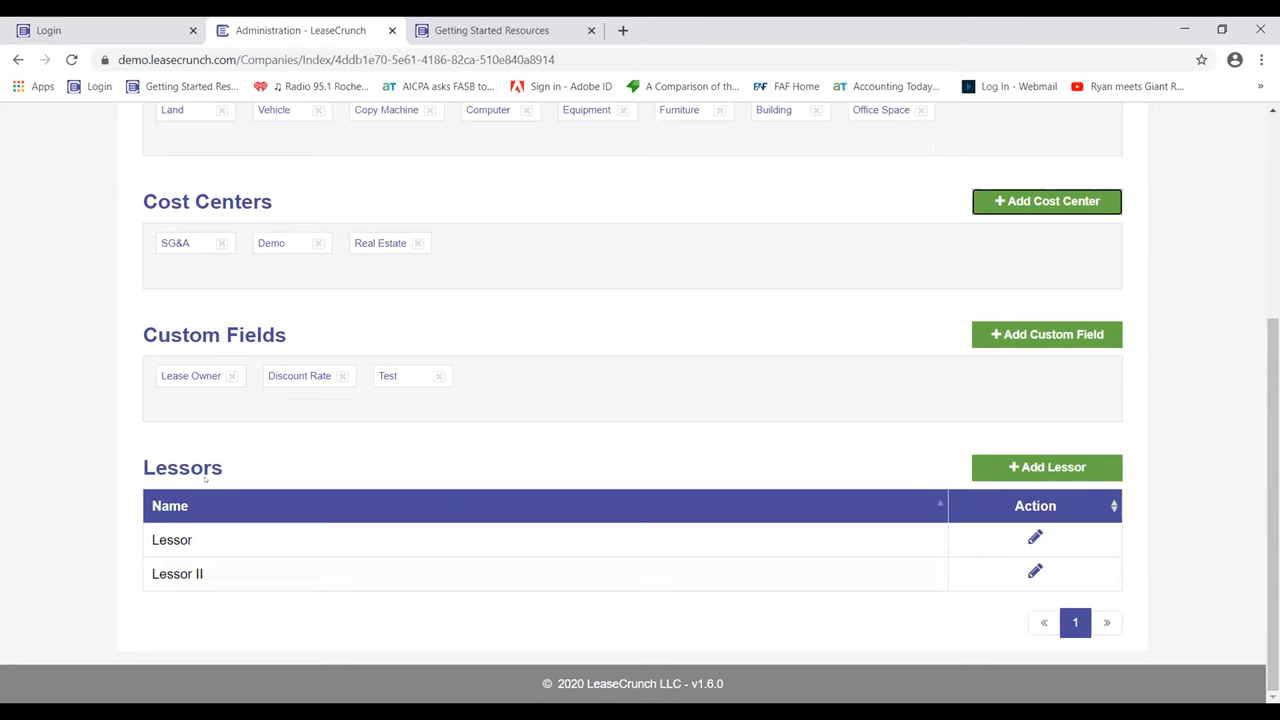 Login
Administration - LeaseCrunch
Getting Started Resources
demo.leasecrunch.com/Companies/Index/4ddb1e70-5e61-4186-82ca-510e840a8914
Apps Login Getting Started Res... ♫ Radio 95.1 Roche... AICPA asks FASB to... Sign in - Adobe ID A Comparison of th... FAF Home Accounting Today... Log In - Webmail Ryan meets Giant R... »
Land Vehicle Copy Machine Computer Equipment Furniture Building Office Space
Cost Centers
+ Add Cost Center
SG&A Demo Real Estate
Custom Fields
+ Add Custom Field
Lease Owner Discount Rate Test
Lessors
+ Add Lessor
Name Action
Lessor
Lessor II
« 1 »
© 2020 LeaseCrunch LLC - v1.6.0